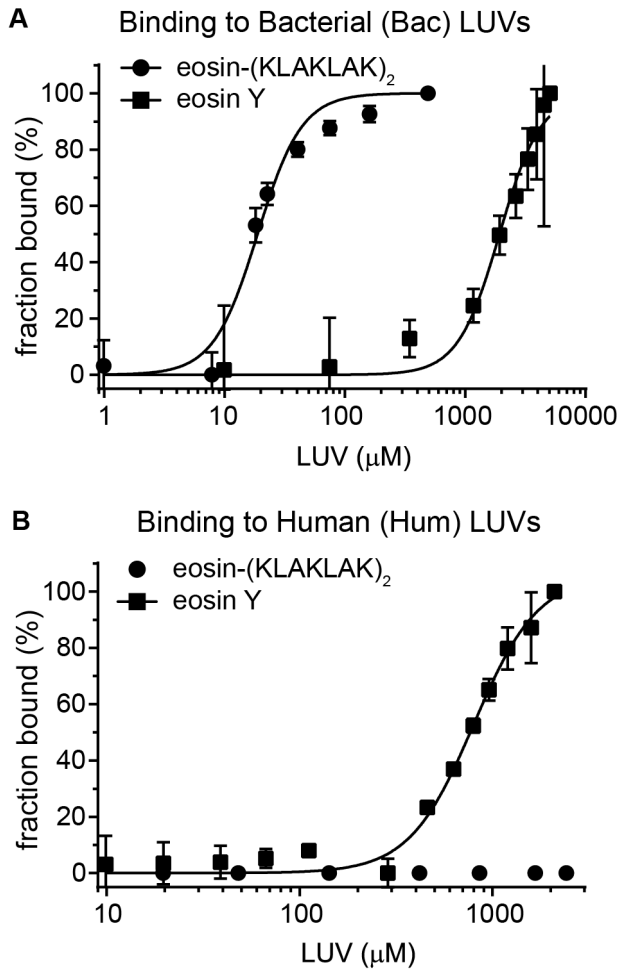 A
Binding to Bacterial (Bac) LUVs
eosin-(KLAKLAK)₂
eosin Y
fraction bound (%)
100
80
60
40
20
0
1 10 100 1000 10000
LUV (μM)
B
Binding to Human (Hum) LUVs
eosin-(KLAKLAK)₂
eosin Y
fraction bound (%)
100
80
60
40
20
0
10 100 1000
LUV (μM)